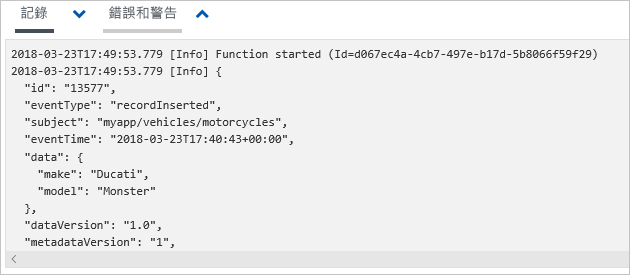 記錄 錯誤和警告
2018-03-23T17:49:53.779 [Info] Function started (Id=d067ec4a-4cb7-497e-b17d-5b8066f59f29)
2018-03-23T17:49:53.779 [Info] {
  "id": "13577",
  "eventType": "recordInserted",
  "subject": "myapp/vehicles/motorcycles",
  "eventTime": "2018-03-23T17:40:43+00:00",
  "data": {
    "make": "Ducati",
    "model": "Monster"
  },
  "dataVersion": "1.0",
  "metadataVersion": "1",